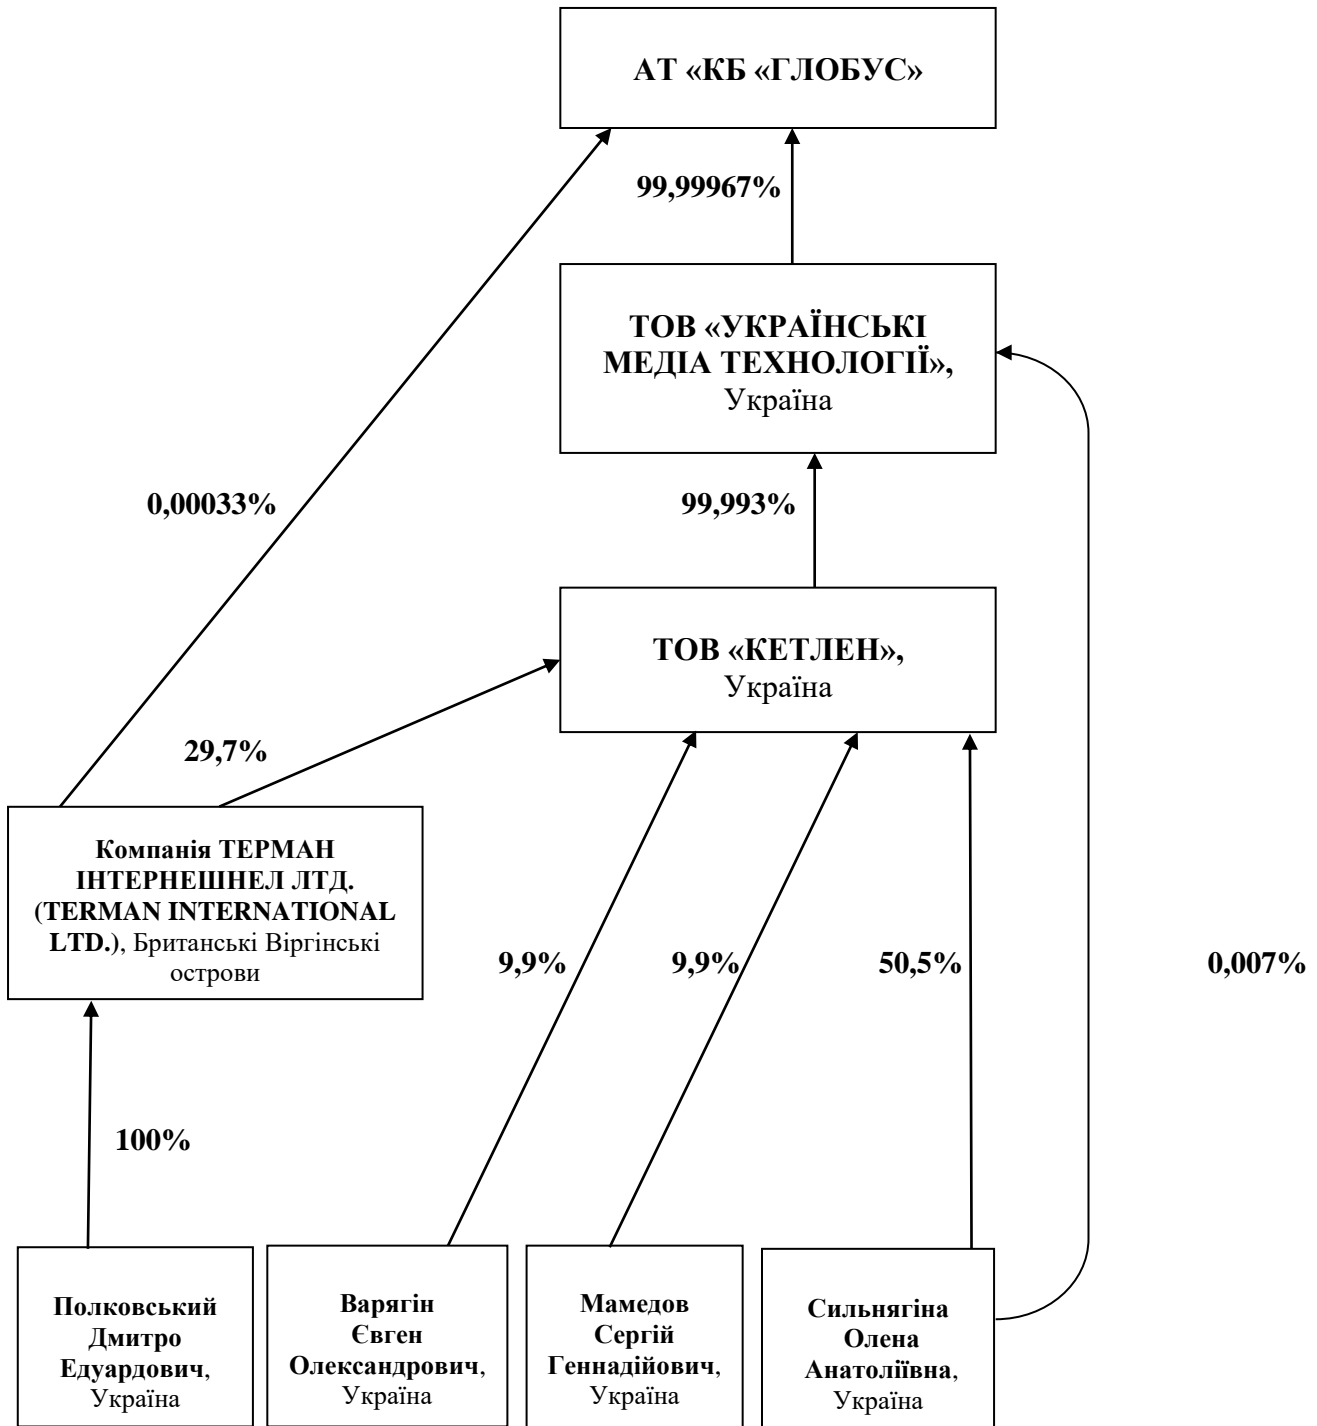 АТ «КБ «ГЛОБУС»
99,99967%
ТОВ «УКРАЇНСЬКІ
МЕДІА ТЕХНОЛОГІЇ»,
Україна
0,00033%
99,993%
ТОВ «КЕТЛЕН»,
Україна
29,7%
Компанія ТЕРМАН
ІНТЕРНЕШНЕЛ ЛТД.
(TERMAN INTERNATIONAL
LTD.), Британські Віргінські
острови
9,9%
9,9%
50,5%
0,007%
100%
Полковський
Дмитро
Едуардович,
Україна
Варягін
Євген
Олександрович,
Україна
Мамедов
Сергій
Геннадійович,
Україна
Сильнягіна
Олена
Анатоліївна,
Україна